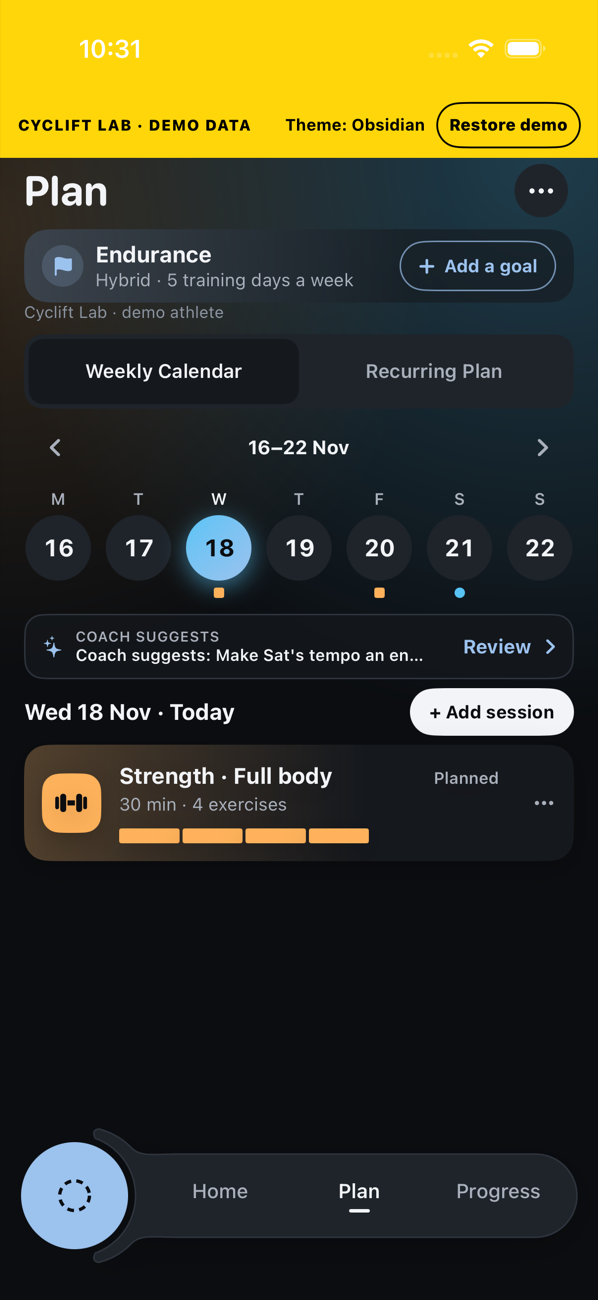 10:31
CYCLIFT LAB · DEMO DATA
Theme: Obsidian
Restore demo
Plan
Endurance
Hybrid · 5 training days a week
+ Add a goal
Cyclift Lab · demo athlete
Weekly Calendar
Recurring Plan
16–22 Nov
M T W T F S S
16 17 18 19 20 21 22
COACH SUGGESTS
Coach suggests: Make Sat's tempo an en...
Review
Wed 18 Nov · Today
+ Add session
Strength · Full body
Planned
30 min · 4 exercises
Home
Plan
Progress